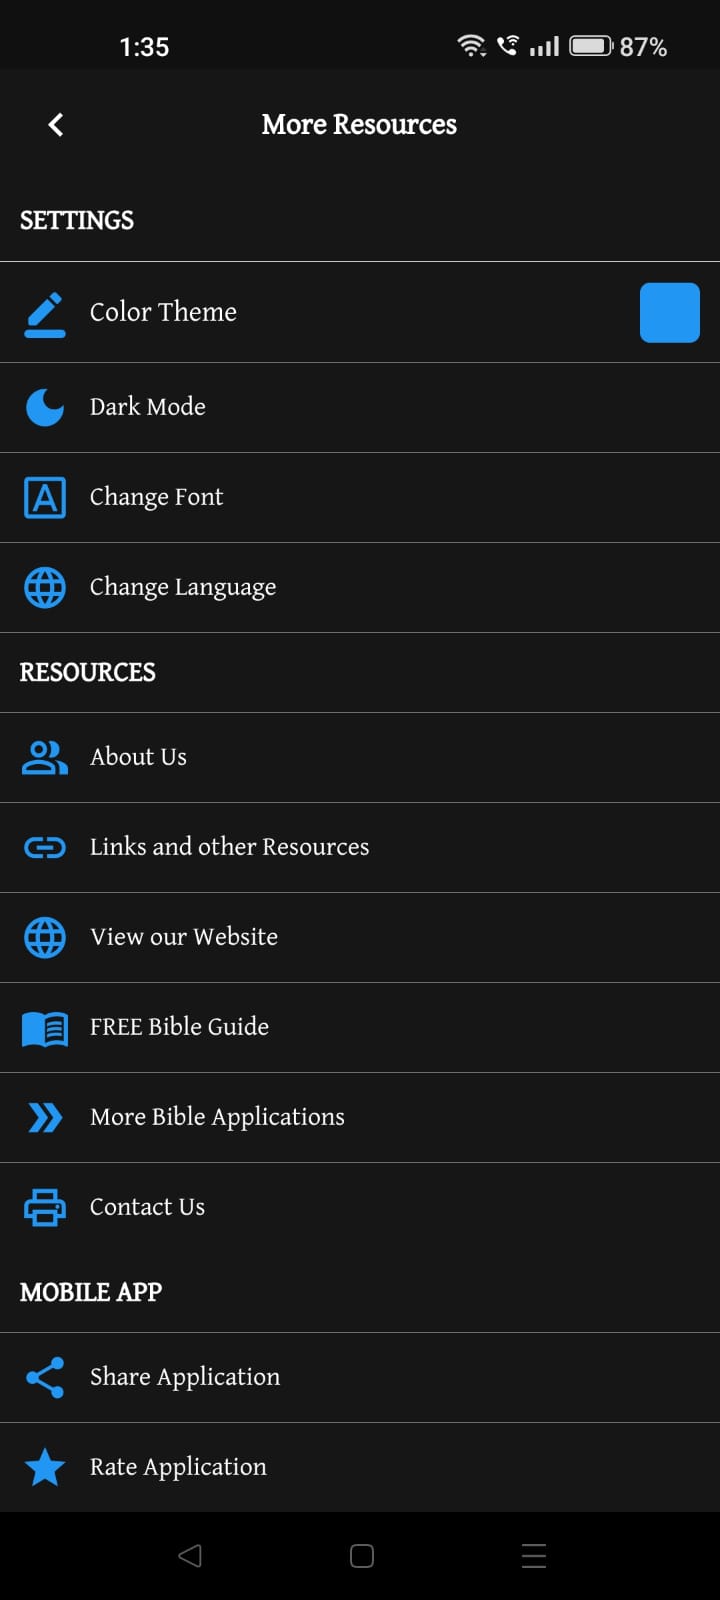 1:35
87%
More Resources
SETTINGS
Color Theme
Dark Mode
A
Change Font
Change Language
RESOURCES
About Us
Links and other Resources
View our Website
FREE Bible Guide
More Bible Applications
Contact Us
MOBILE APP
Share Application
Rate Application